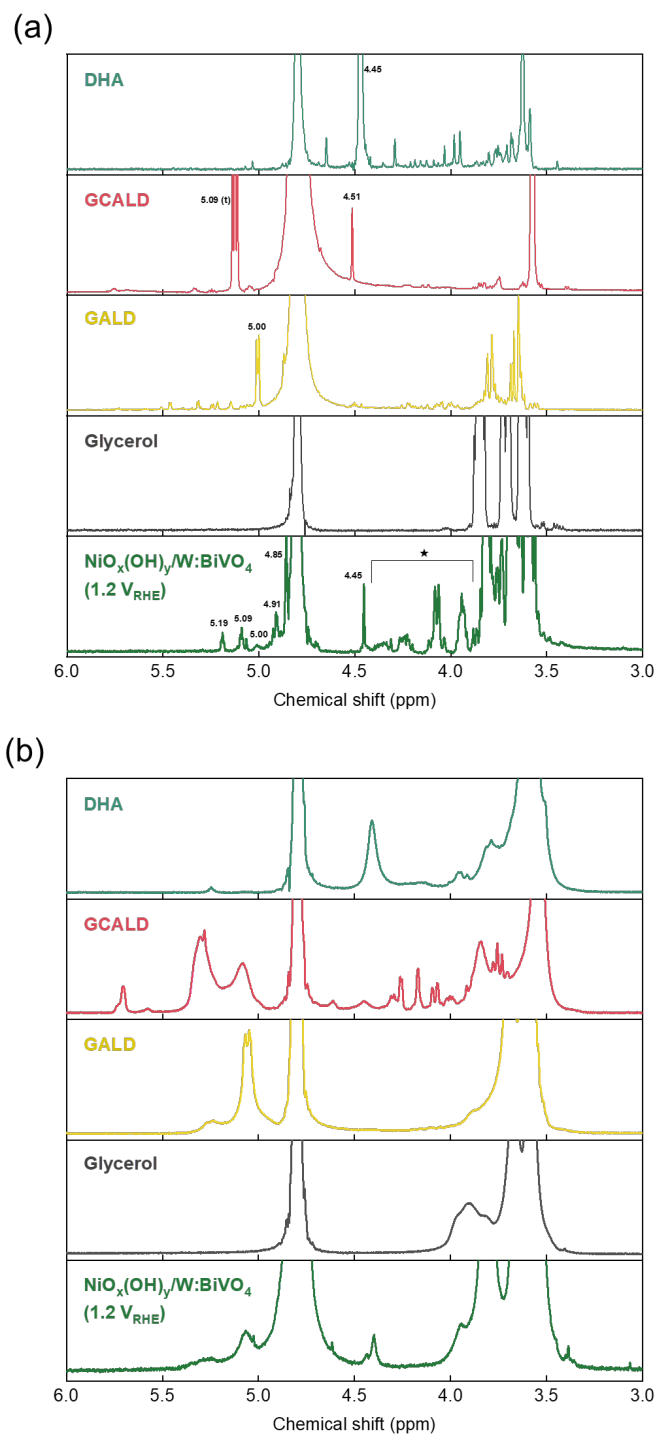 (a)
DHA
4.45
GCALD
5.09 (t)
4.51
GALD
5.00
Glycerol
NiOₓ(OH)ᵧ/W:BiVO₄
(1.2 V_RHE)
5.19
5.09
5.00
4.91
4.85
4.45
★
6.0 5.5 5.0 4.5 4.0 3.5 3.0
Chemical shift (ppm)
(b)
DHA
GCALD
GALD
Glycerol
NiOₓ(OH)ᵧ/W:BiVO₄
(1.2 V_RHE)
6.0 5.5 5.0 4.5 4.0 3.5 3.0
Chemical shift (ppm)